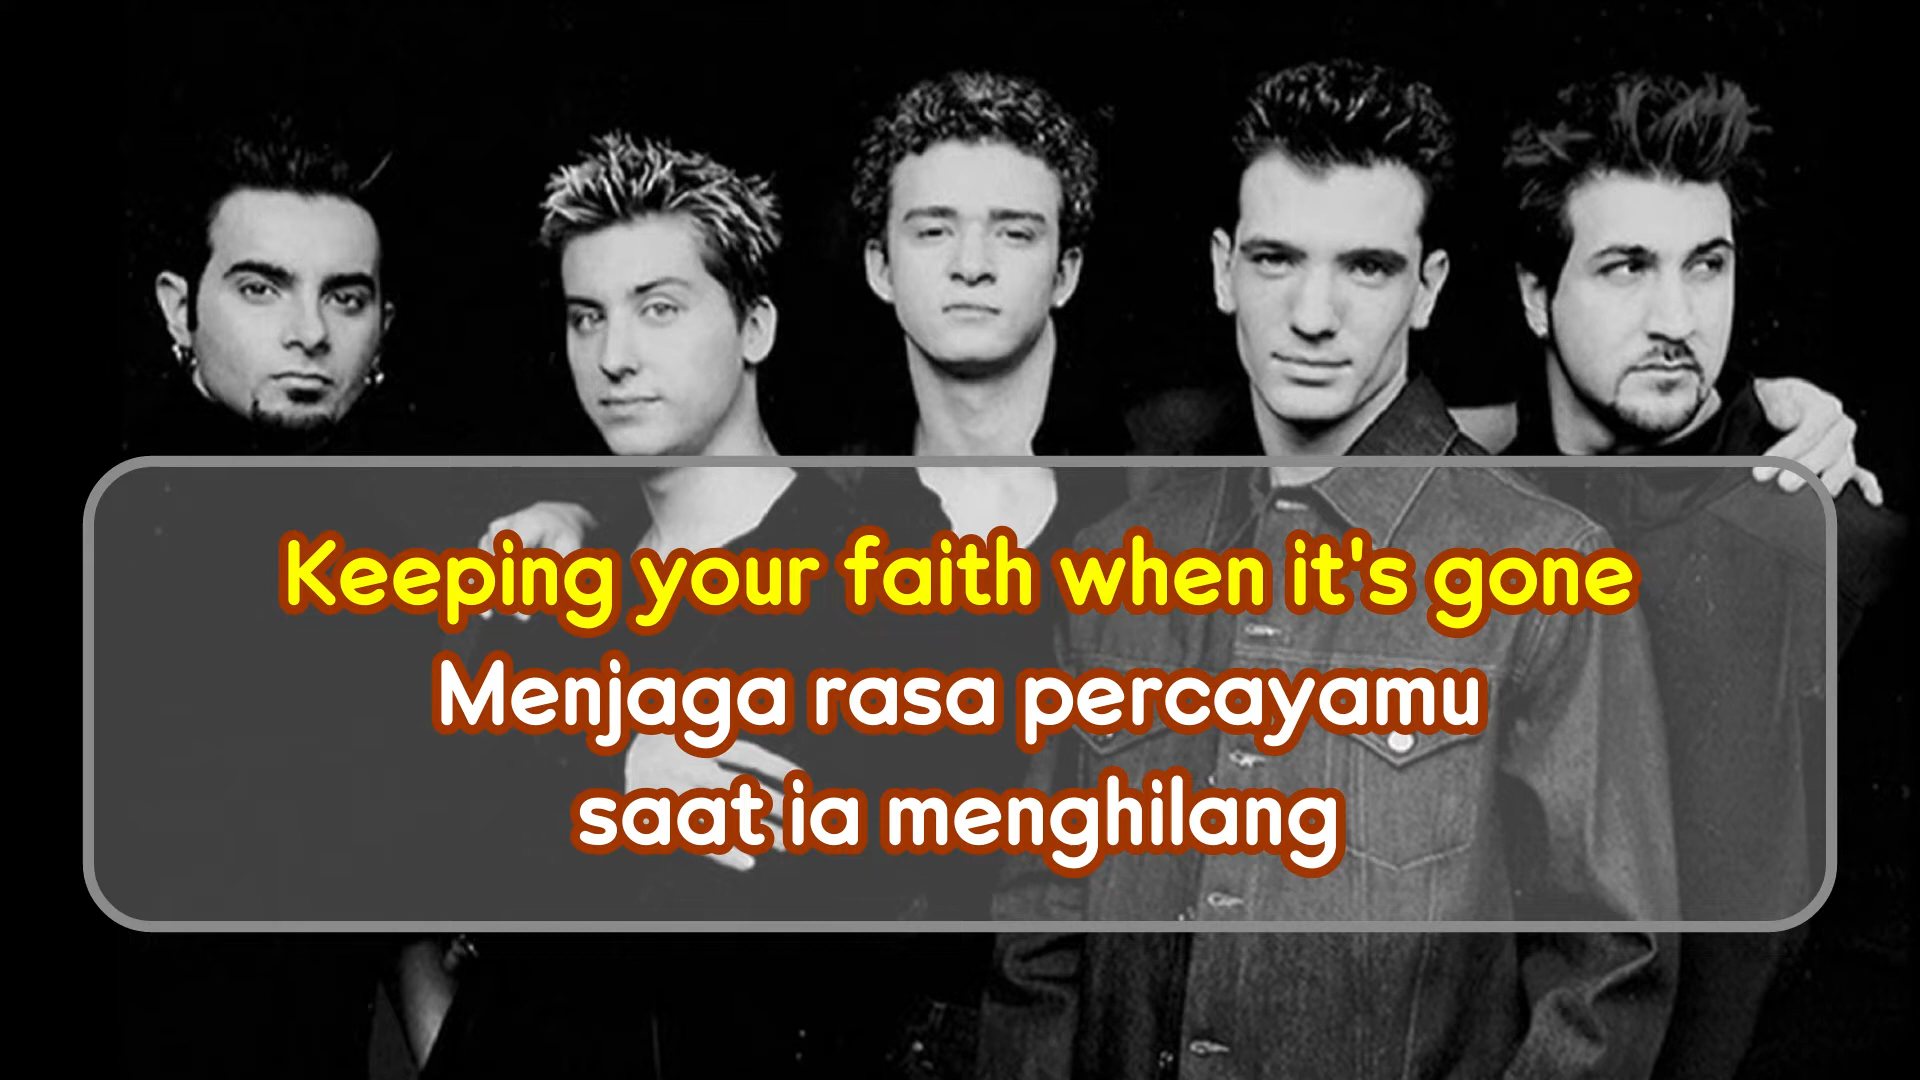 Keeping your faith when it's gone
Menjaga rasa percayamu
saat ia menghilang